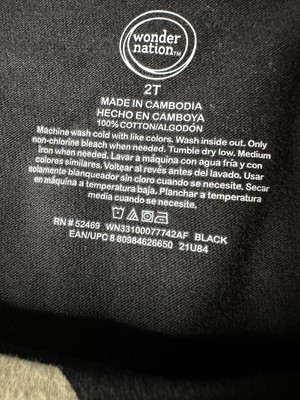 wonder
nation™
2T
MADE IN CAMBODIA
HECHO EN CAMBOYA
100% COTTON/ALGODÓN
Machine wash cold with like colors. Wash inside out. Only
non-chlorine bleach when needed. Tumble dry low. Medium
iron when needed. Lavar a máquina con agua fría y con
colores similares. Voltear al revés antes del lavado. Usar
solamente blanqueador sin cloro cuando se necesite. Secar
en máquina a temperatura baja. Planchar a temperatura
media cuando se necesite.
RN # 52469 WN33100077742AF BLACK
EAN/UPC 8 80984626650 21U84